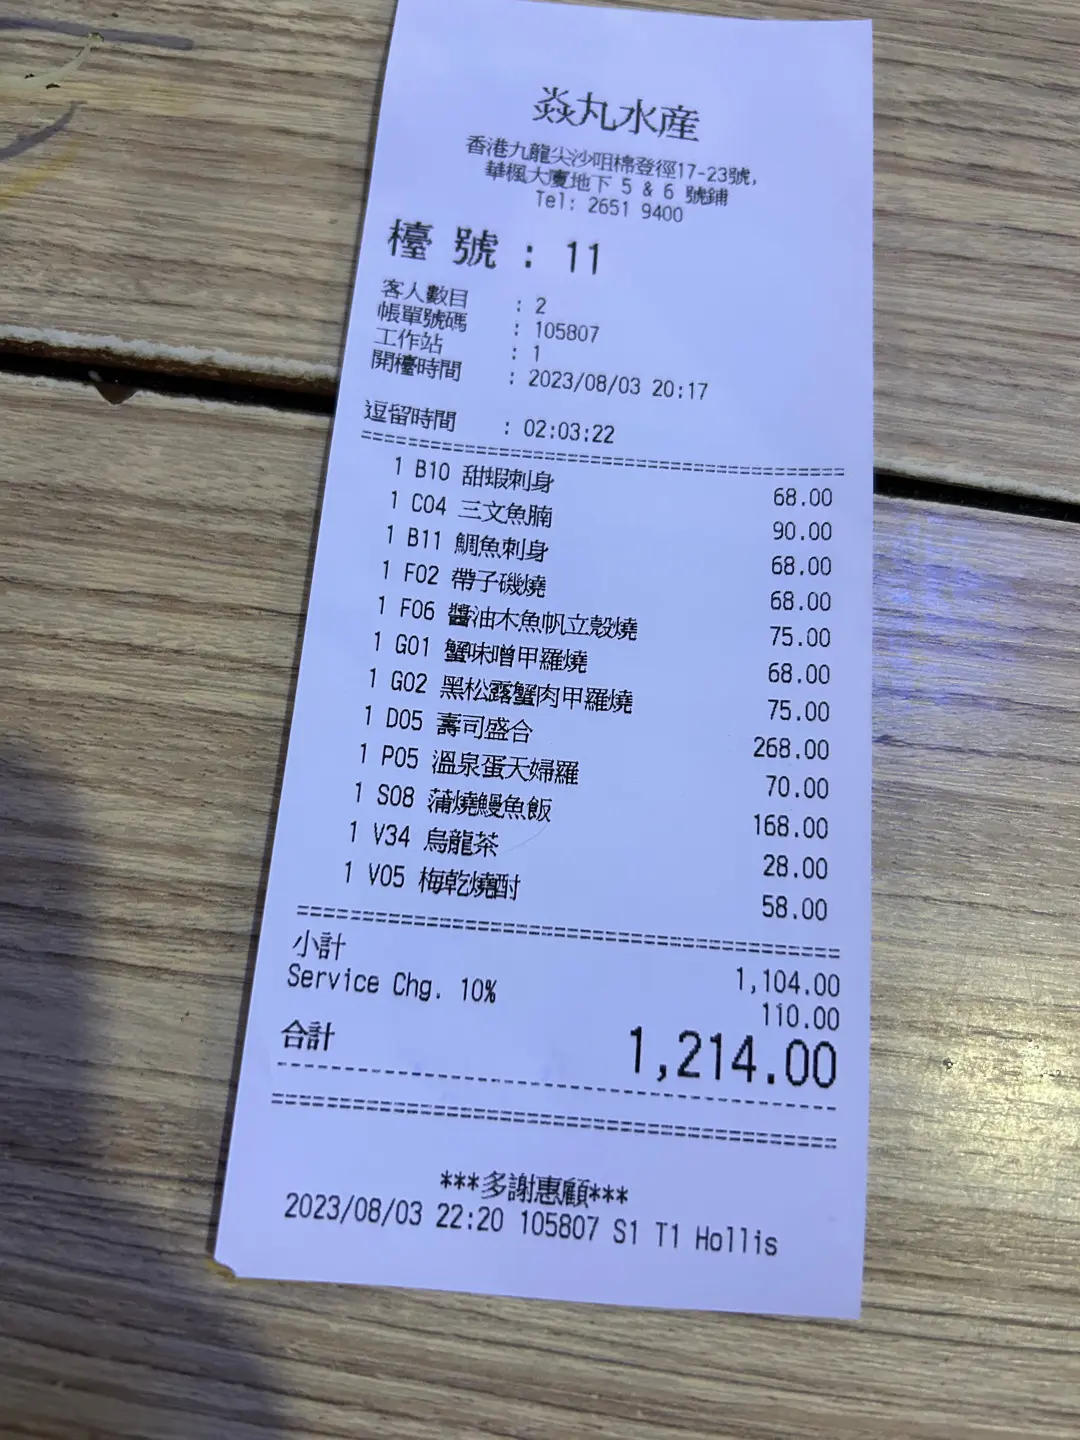 焱丸水産
香港九龍尖沙咀棉登徑17-23號,
華楓大廈地下 5 & 6 號鋪
Tel: 2651 9400
檯 號 : 11
客人數目 : 2
帳單號碼 : 105807
工作站 : 1
開檯時間 : 2023/08/03 20:17
逗留時間 : 02:03:22
1 B10 甜蝦刺身 68.00
1 C04 三文魚腩 90.00
1 B11 鯛魚刺身 68.00
1 F02 帶子磯燒 68.00
1 F06 醬油木魚帆立殼燒 75.00
1 G01 蟹味噌甲羅燒 68.00
1 G02 黑松露蟹肉甲羅燒 75.00
1 D05 壽司盛合 268.00
1 P05 溫泉蛋天婦羅 70.00
1 S08 蒲燒鰻魚飯 168.00
1 V34 烏龍茶 28.00
1 V05 梅乾燒酎 58.00
小計 1,104.00
Service Chg. 10% 110.00
合計 1,214.00
***多謝惠顧***
2023/08/03 22:20 105807 S1 T1 Hollis